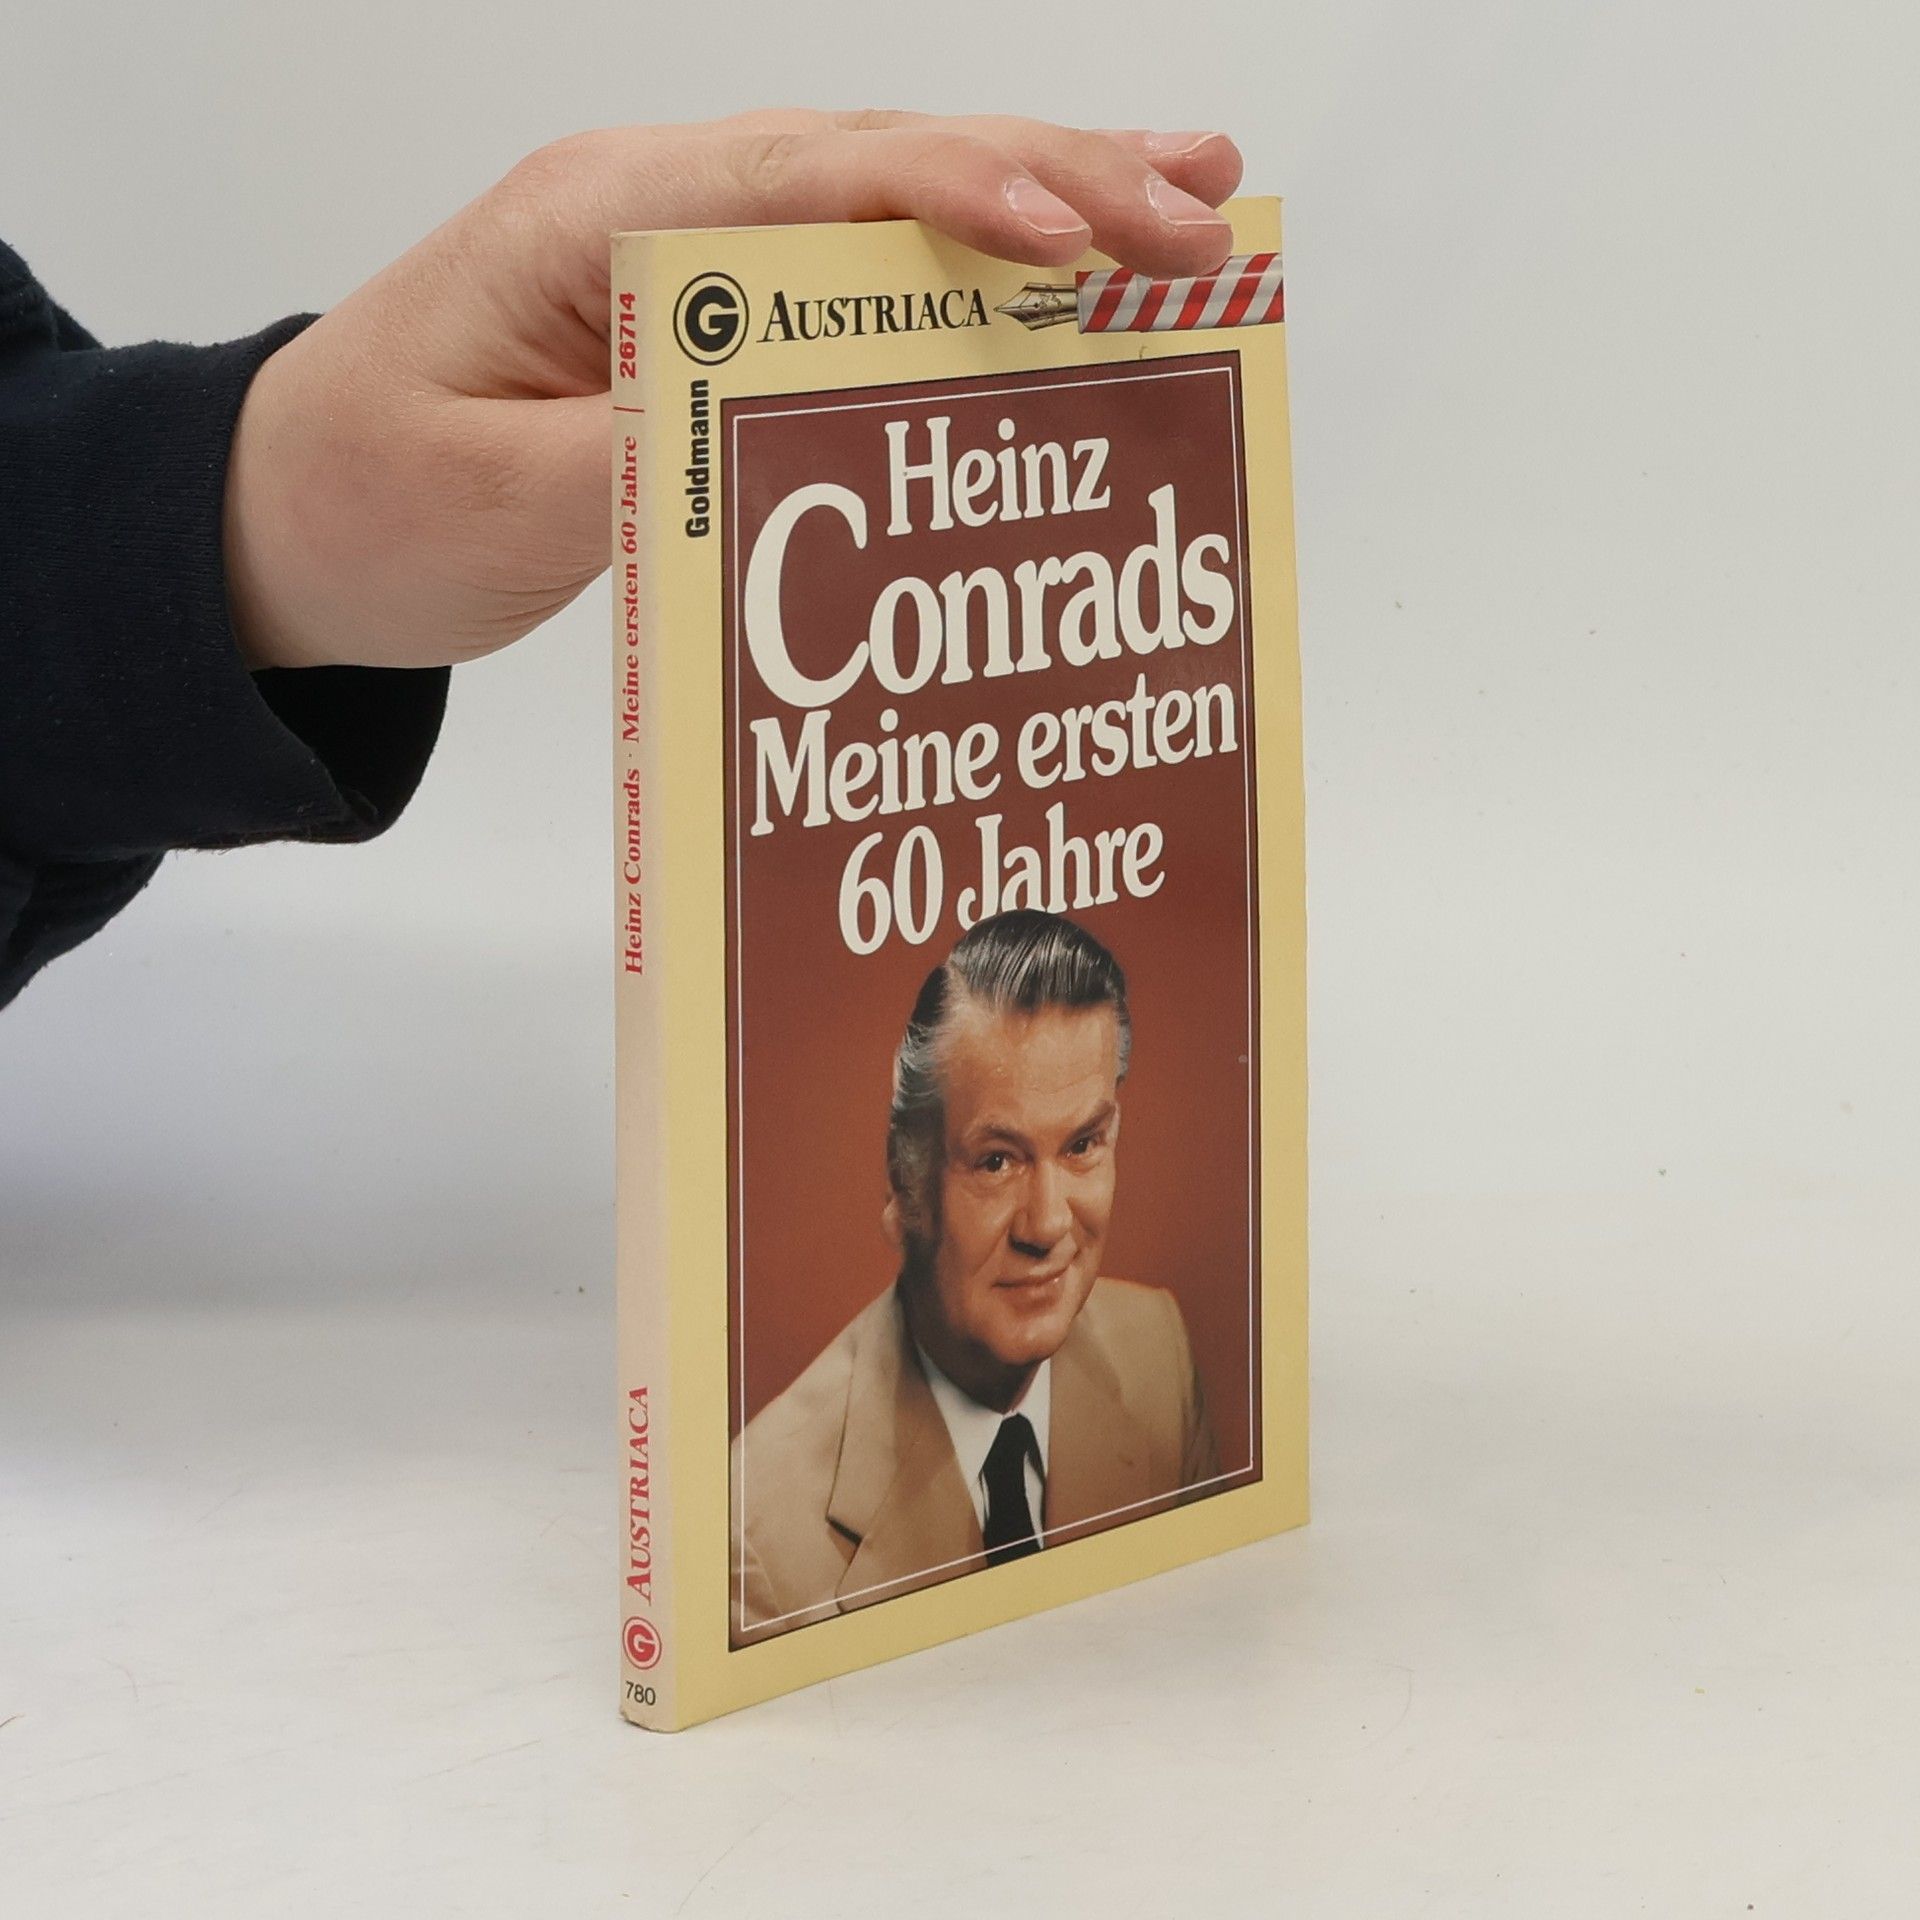 G AUSTRIACA
Goldmann
Heinz
Conrads
Meine ersten
60 Jahre
Heinz Conrads · Meine ersten 60 Jahre | 26714
G AUSTRIACA
780